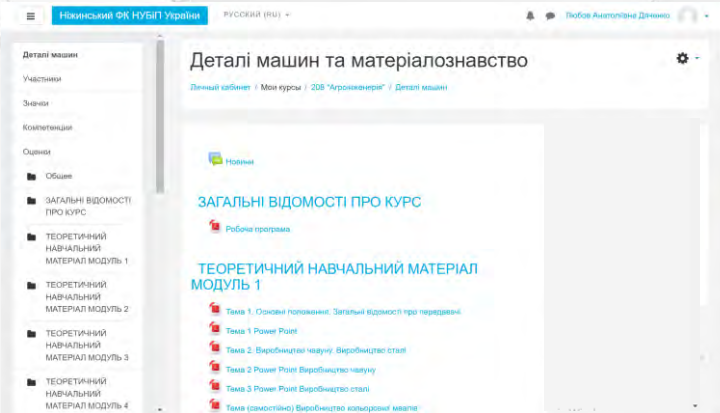 Ніжинський ФК НУБіП України
РУССКИЙ (RU)
Любов Анатоліївна Дяченко
Деталі машин
Участники
Значки
Компетенции
Оценки
Общее
ЗАГАЛЬНІ ВІДОМОСТІ
ПРО КУРС
ТЕОРЕТИЧНИЙ
НАВЧАЛЬНИЙ
МАТЕРІАЛ МОДУЛЬ 1
ТЕОРЕТИЧНИЙ
НАВЧАЛЬНИЙ
МАТЕРІАЛ МОДУЛЬ 2
ТЕОРЕТИЧНИЙ
НАВЧАЛЬНИЙ
МАТЕРІАЛ МОДУЛЬ 3
ТЕОРЕТИЧНИЙ
НАВЧАЛЬНИЙ
МАТЕРІАЛ МОДУЛЬ 4
Деталі машин та матеріалознавство
Личный кабинет / Мои курсы / 208 "Агроінженерія" / Деталі машин
Новини
ЗАГАЛЬНІ ВІДОМОСТІ ПРО КУРС
Робоча програма
ТЕОРЕТИЧНИЙ НАВЧАЛЬНИЙ МАТЕРІАЛ
МОДУЛЬ 1
Тема 1. Основні положення. Загальні відомості про передавачі
Тема 1 Power Point
Тема 2. Виробництво чавуну. Виробництво сталі
Тема 2 Power Point Виробництво чавуну
Тема 3 Power Point Виробництво сталі
Тема (самостійно) Виробництво кольорових металів